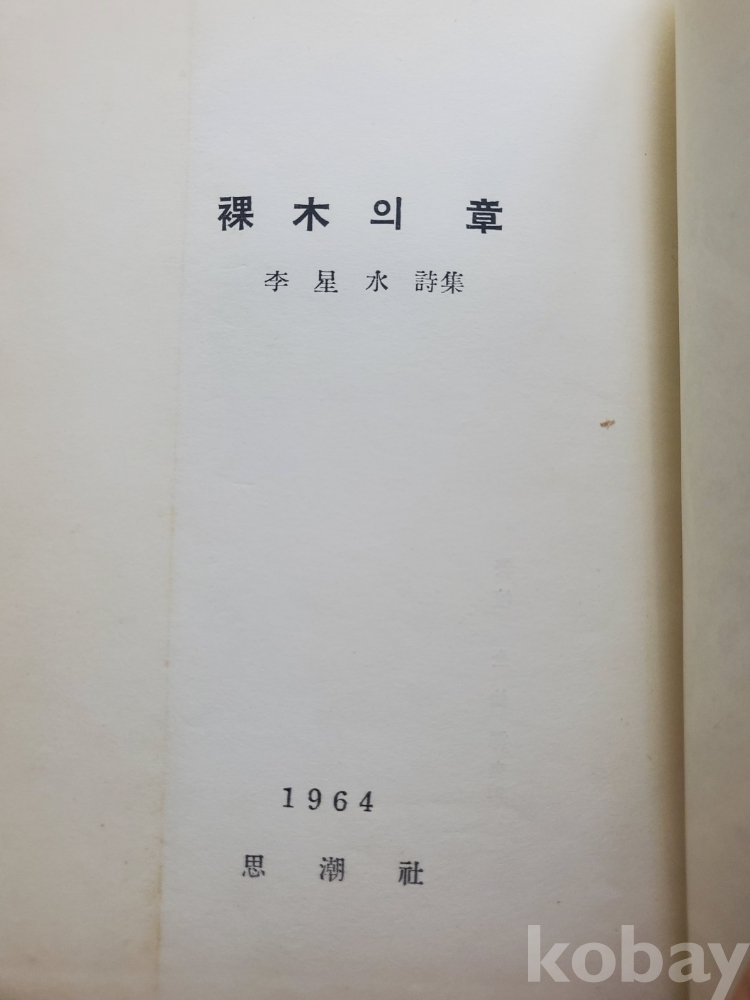 裸木의 章
李星水 詩集
1964
思潮社
kobay